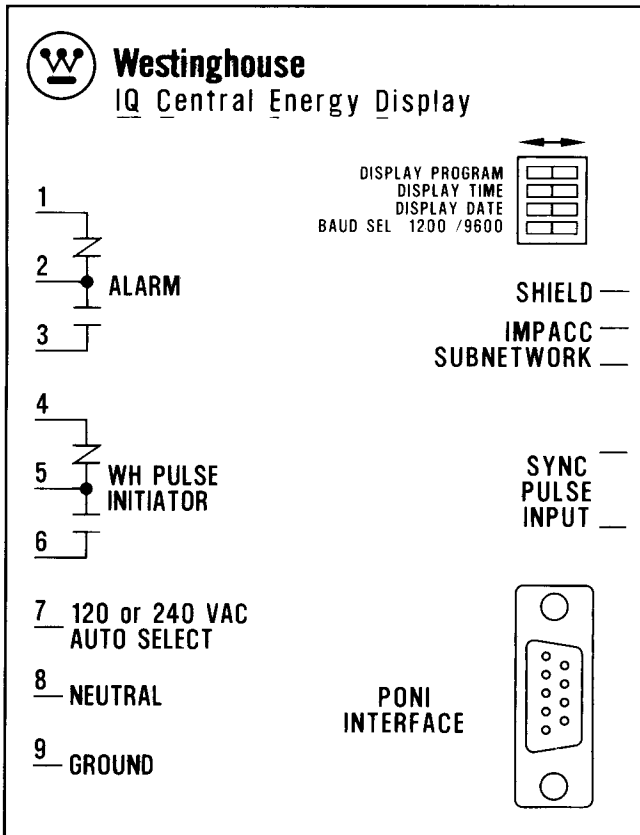 Westinghouse
IQ Central Energy Display
DISPLAY PROGRAM
DISPLAY TIME
DISPLAY DATE
BAUD SEL 1200 /9600
1
2
ALARM
3
SHIELD
IMPACC
SUBNETWORK
4
5
WH PULSE
INITIATOR
6
SYNC
PULSE
INPUT
7
120 or 240 VAC
AUTO SELECT
8
NEUTRAL
9
GROUND
PONI
INTERFACE